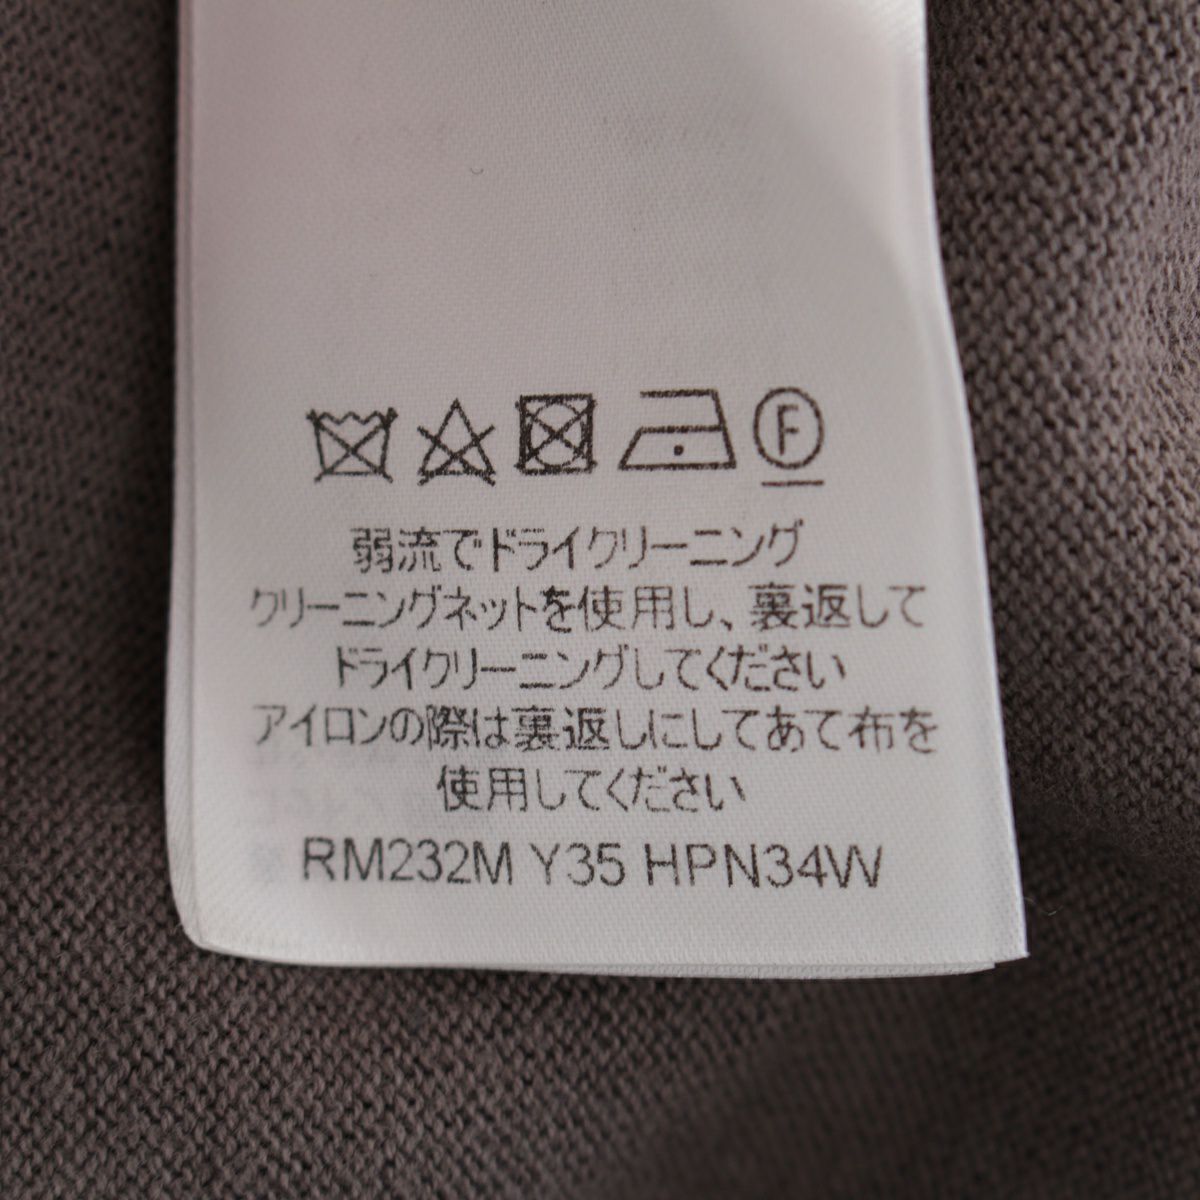 F
弱流でドライクリーニング
クリーニングネットを使用し、裏返して
ドライクリーニングしてください
アイロンの際は裏返しにしてあて布を
使用してください
RM232M Y35 HPN34W